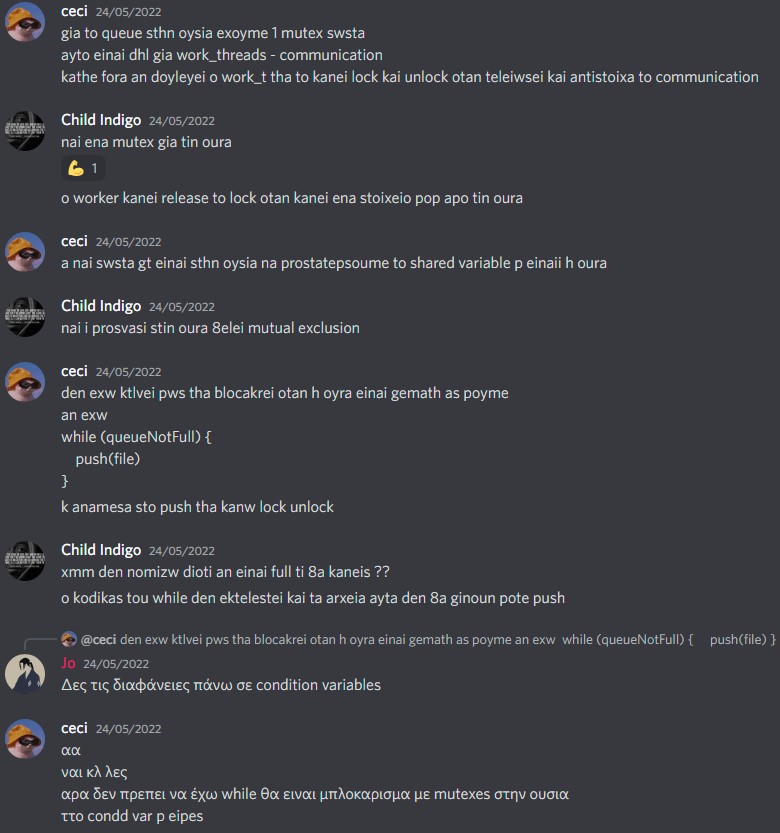 ceci 24/05/2022
gia to queue sthn oysia exoyme 1 mutex swsta
ayto einai dhl gia work_threads - communication
kathe fora an doyleyei o work_t tha to kanei lock kai unlock otan teleiwsei kai antistoixa to communication
Child Indigo 24/05/2022
nai ena mutex gia tin oura
💪 1
o worker kanei release to lock otan kanei ena stoixeio pop apo tin oura
ceci 24/05/2022
a nai swsta gt einai sthn oysia na prostatepsoume to shared variable p einaii h oura
Child Indigo 24/05/2022
nai i prosvasi stin oura 8elei mutual exclusion
ceci 24/05/2022
den exw ktlvei pws tha blocakrei otan h oyra einai gemath as poyme
an exw
while (queueNotFull) {
push(file)
}
k anamesa sto push tha kanw lock unlock
Child Indigo 24/05/2022
xmm den nomizw dioti an einai full ti 8a kaneis ??
o kodikas tou while den ektelestei kai ta arxeia ayta den 8a ginoun pote push
@ceci den exw ktlvei pws tha blocakrei otan h oyra einai gemath as poyme an exw while (queueNotFull) { push(file) }
Jo 24/05/2022
Δες τις διαφάνειες πάνω σε condition variables
ceci 24/05/2022
αα
ναι κλ λες
αρα δεν πρεπει να έχω while θα ειναι μπλοκαρισμα με mutexes στην ουσια
ττο condd var p eipes